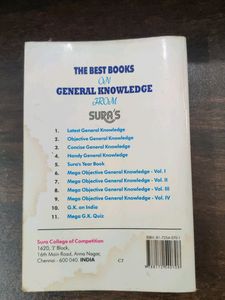 THE BEST BOOKS
ON
GENERAL KNOWLEDGE
FROM
SURA'S
1. Latest General Knowledge
2. Objective General Knowledge
3. Concise General Knowledge
4. Handy General Knowledge
5. Sura's Year Book
6. Mega Objective General Knowledge - Vol. I
7. Mega Objective General Knowledge - Vol. II
8. Mega Objective General Knowledge - Vol. III
9. Mega Objective General Knowledge - Vol. IV
10. G.K. on India
11. Mega G.K. Quiz
Sura College of Competition
1620, 'J' Block,
16th Main Road, Anna Nagar,
Chennai - 600 040. INDIA